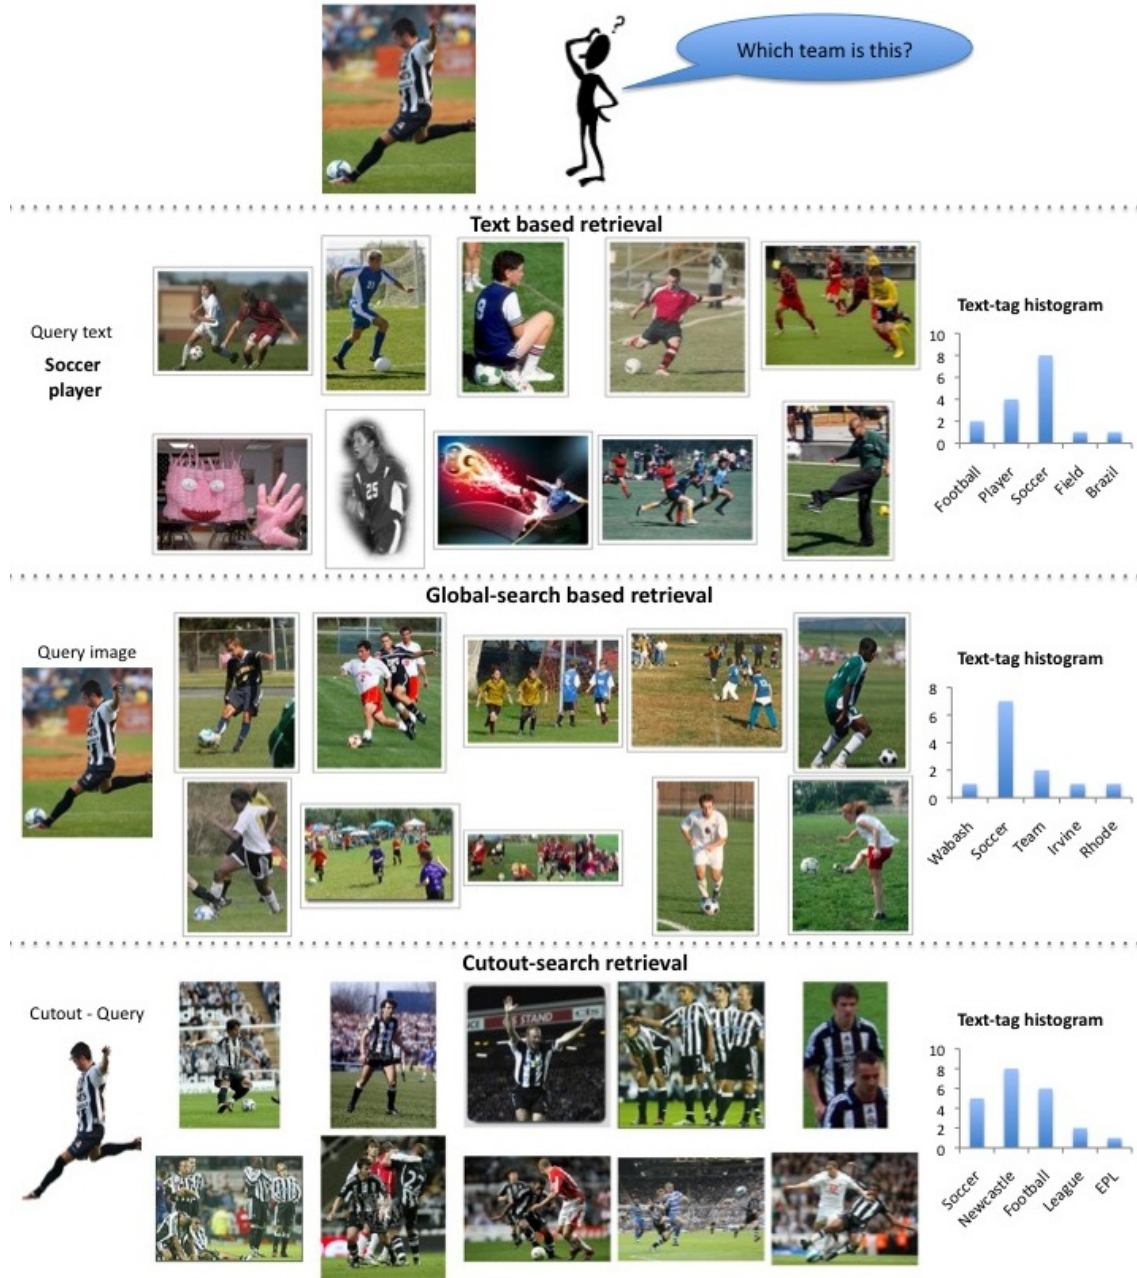 ?
Which team is this?
Text based retrieval
Query text
Soccer
player
9
25
Text-tag histogram
10
8
6
4
2
0
Football
Player
Soccer
Field
Brazil
Global-search based retrieval
Query image
Text-tag histogram
8
6
4
2
0
Wabash
Soccer
Team
Irvine
Rhode
Cutout-search retrieval
Cutout - Query
STAND
Text-tag histogram
10
8
6
4
2
0
Soccer
Newcastle
Football
League
EPL